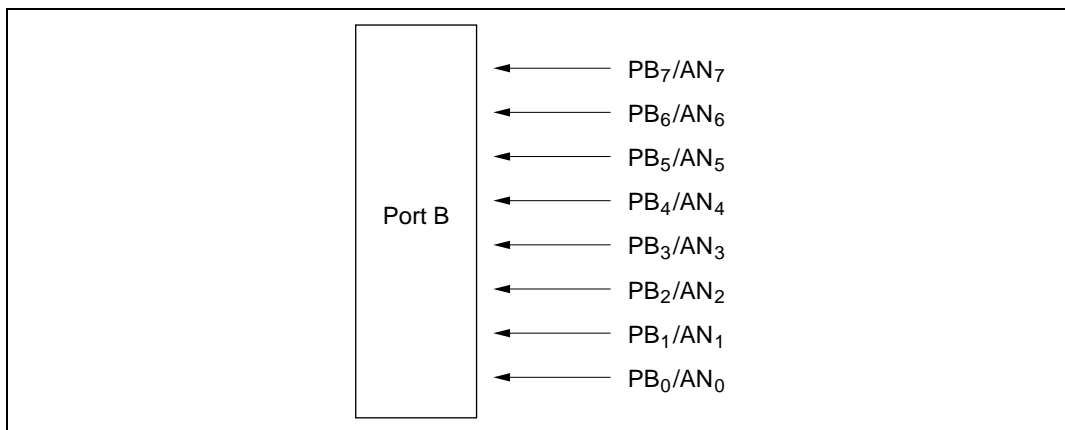 PB₇/AN₇
PB₆/AN₆
PB₅/AN₅
PB₄/AN₄
Port B
PB₃/AN₃
PB₂/AN₂
PB₁/AN₁
PB₀/AN₀